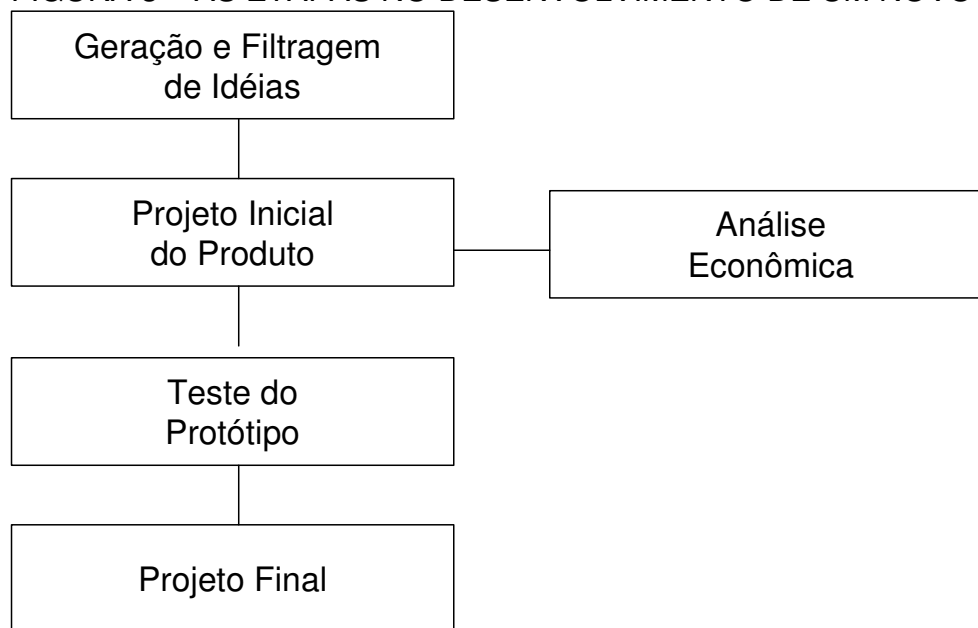 Geração e Filtragem
de Idéias
Projeto Inicial
do Produto
Análise
Econômica
Teste do
Protótipo
Projeto Final